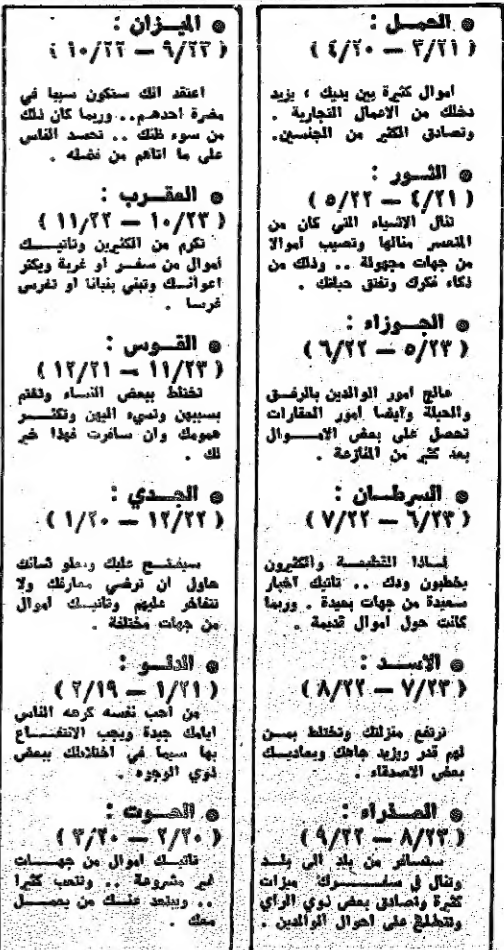 ● الحمل :
( ٣/٢١ — ٤/٢٠ )
اموال كثيرة بين يديك ، يزيد
دخلك من الاعمال التجارية .
وتصادق الكثير من الجنسين.
● الثور :
( ٤/٢١ — ٥/٢٢ )
تنال الاشياء التي كان من
المتعسر منالها وتصيب اموالا
من جهات مجهولة .. وذلك من
ذكاء فكرك وتفتق حيلتك .
● الجوزاء :
( ٥/٢٣ — ٦/٢٢ )
عالج امور الوالدين بالرفق
والحيلة وايضا امور العقارات
تحصل على بعض الاموال
بعد كثير من المنازعة .
● السرطان :
( ٦/٢٣ — ٧/٢٢ )
لماذا القطيعة والكثيرون
يخطبون ودك .. تأتيك اخبار
سعيدة من جهات بعيدة . وربما
كانت حول اموال قديمة .
● الاسد :
( ٧/٢٣ — ٨/٢٢ )
ترتفع منزلتك وتختلط بمن
لهم قدر ويزيد جاهك ويعاديك
بعض الاصدقاء .
● العذراء :
( ٨/٢٣ — ٩/٢٢ )
ستسافر من بلد الى بلد
وتنال في سفرك ميزات
كثيرة وتصادق بعض ذوي الراي
وتتطلع على احوال الوالدين .
● الميزان :
( ٩/٢٣ — ١٠/٢٢ )
اعتقد انك ستكون سببا في
مضرة احدهم.. وربما كان ذلك
من سوء ظنك .. تحسد الناس
على ما اتاهم من فضله .
● العقرب :
( ١٠/٢٣ — ١١/٢٢ )
تكرم من الكثيرين وتاتيك
أموال من سفر او غربة ويكثر
اعوانك وتبني بنيانا او تغرس
غرسا .
● القوس :
( ١١/٢٣ — ١٢/٢١ )
تختلط ببعض النساء وتغتم
بسببهن وتميء اليهن وتكثر
همومك وان سافرت فهذا خير
لك .
● الجدي :
( ١٢/٢٢ — ١/٢٠ )
سيفتح عليك ويعلو شانك
حاول ان ترضي معارفك ولا
تتفاخر عليهم وتاتيك اموال
من جهات مختلفة .
● الدلو :
( ١/٢١ — ٢/١٩ )
من احب نفسه كرهه الناس
ايامك جيدة ويجب الانتفاع
بها سيما في اختلاطك ببعض
ذوي الوجوه .
● الحوت :
( ٢/٢٠ — ٣/٢٠ )
تاتيك اموال من جهات
غير مشروعة .. وتتعب كثيرا
.. ويبتعد عنك من يعمل
معك .